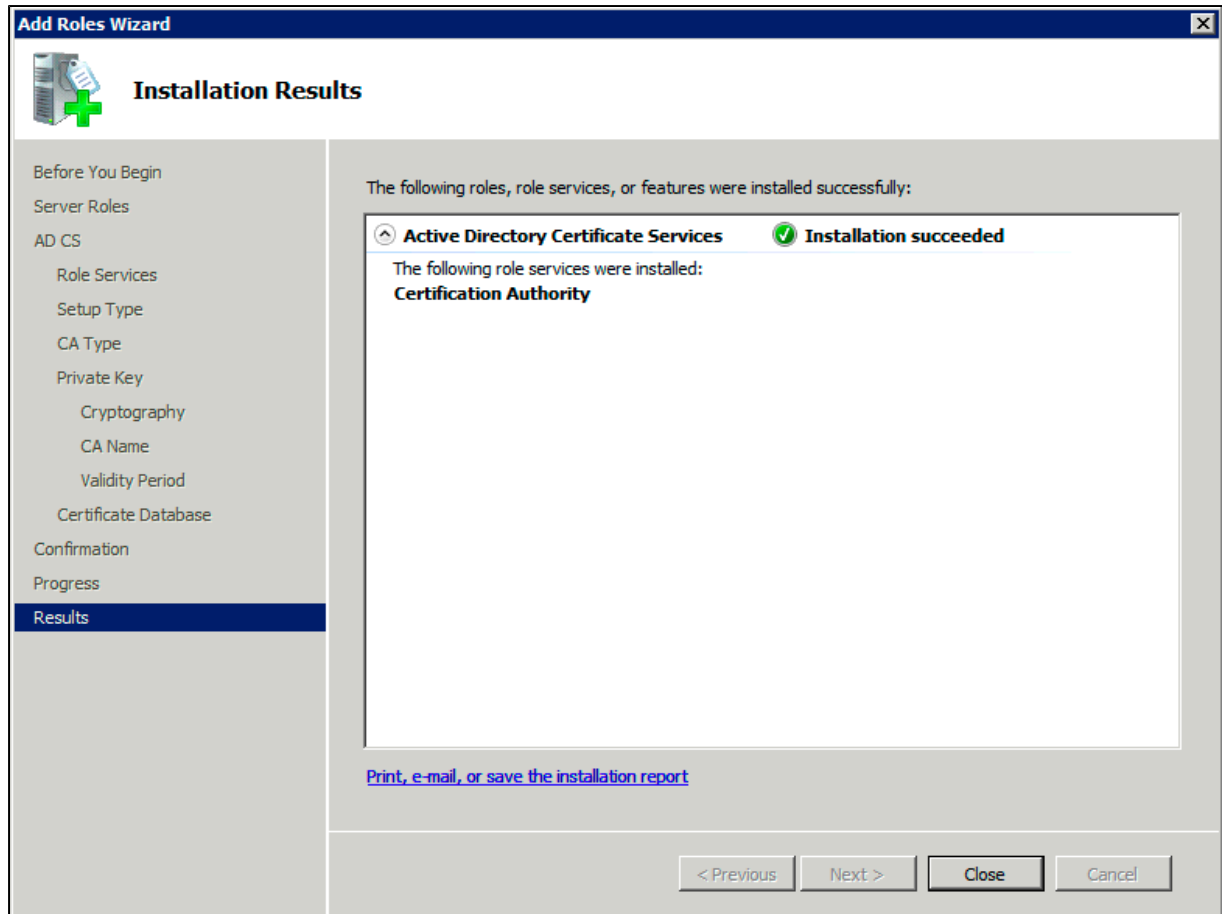 Add Roles Wizard
Installation Results
Before You Begin
Server Roles
AD CS
Role Services
Setup Type
CA Type
Private Key
Cryptography
CA Name
Validity Period
Certificate Database
Confirmation
Progress
Results
The following roles, role services, or features were installed successfully:
Active Directory Certificate Services Installation succeeded
The following role services were installed:
Certification Authority
Print, e-mail, or save the installation report
< Previous Next > Close Cancel